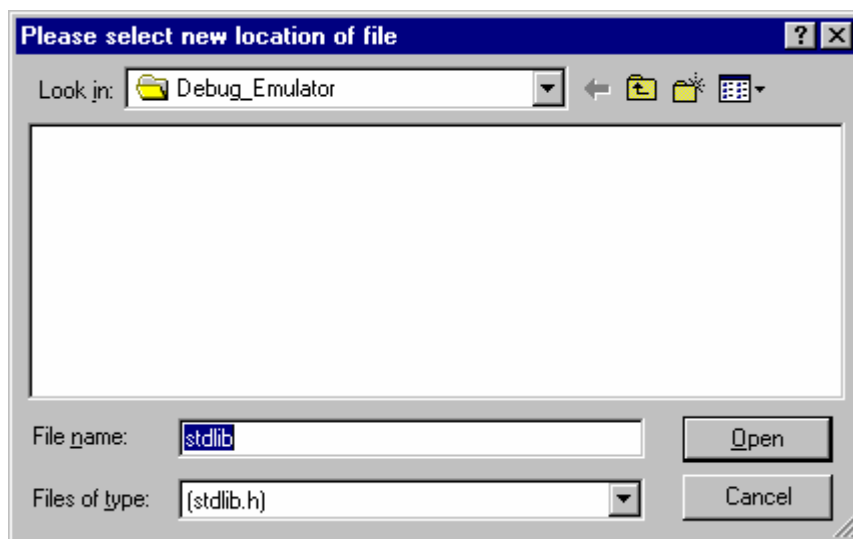 Please select new location of file
Look in: Debug_Emulator
File name: stdlib Open
Files of type: (stdlib.h) Cancel